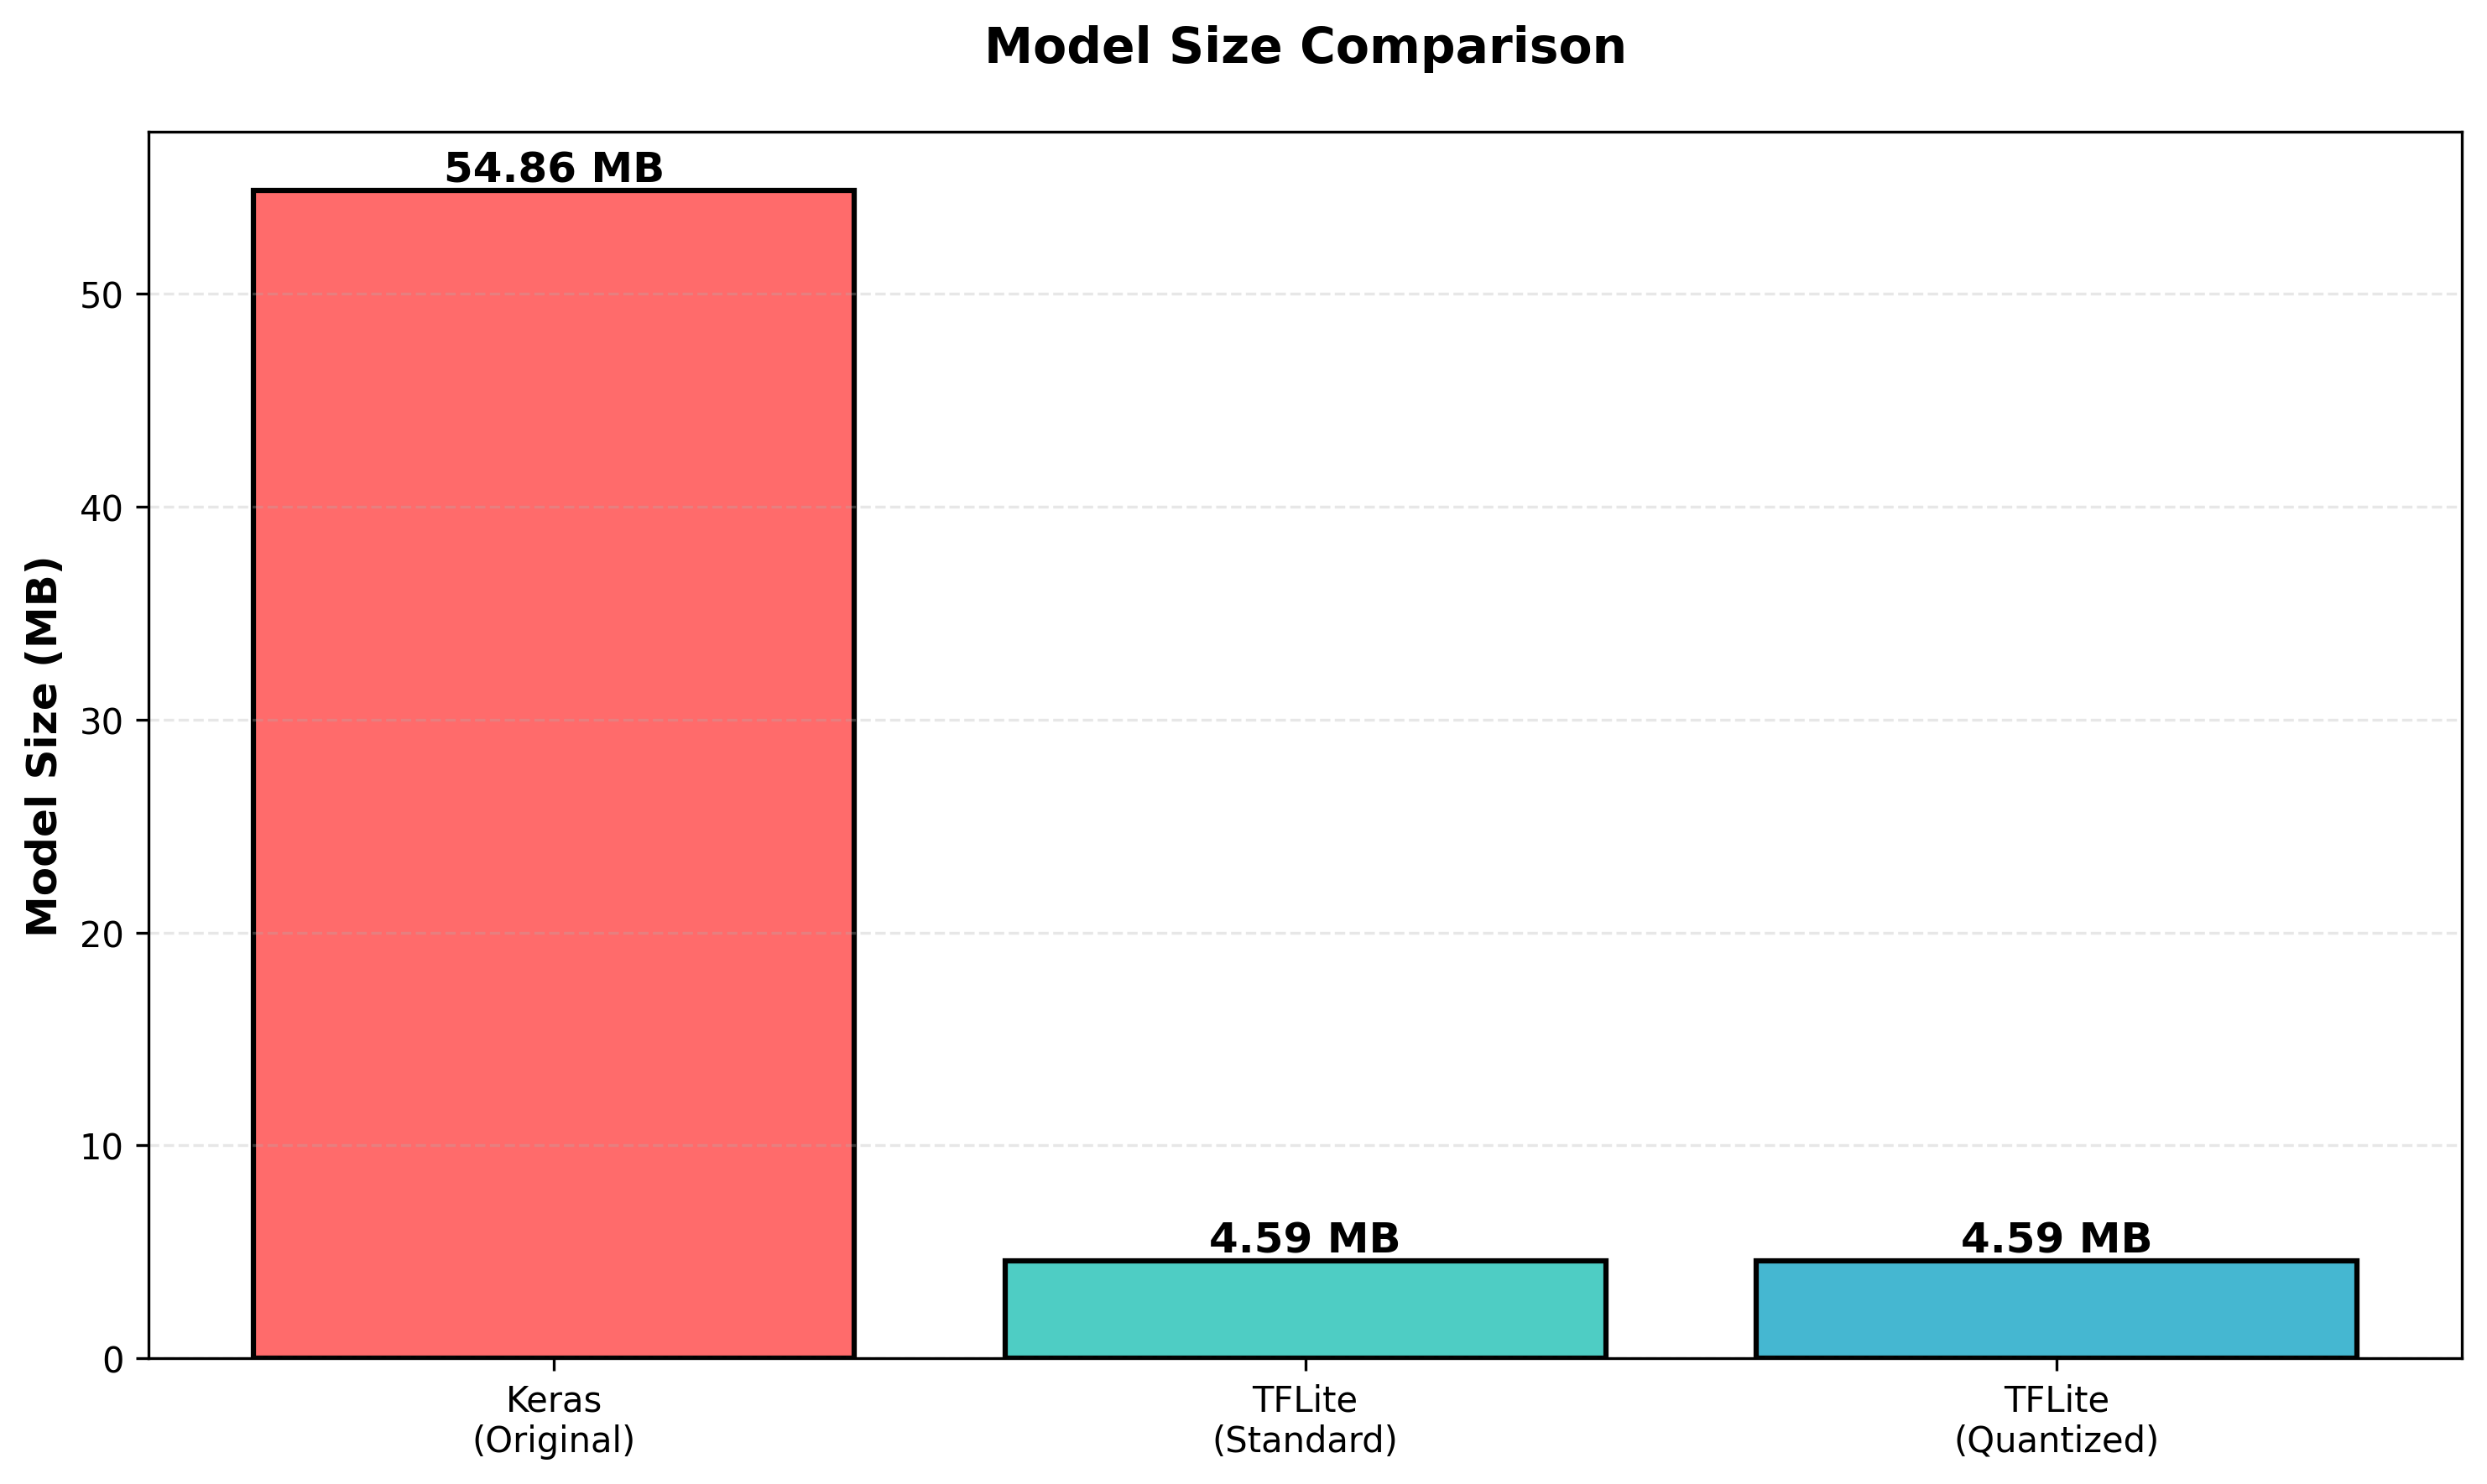 Model Size Comparison
Model Size (MB)
50
40
30
20
10
0
54.86 MB
4.59 MB
4.59 MB
Keras
(Original)
TFLite
(Standard)
TFLite
(Quantized)